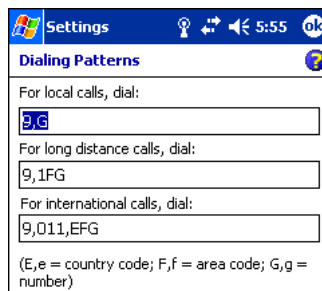 Settings 5:55 ok
Dialing Patterns ?
For local calls, dial:
9,G
For long distance calls, dial:
9,1FG
For international calls, dial:
9,011,EFG
(E,e = country code; F,f = area code; G,g =
number)